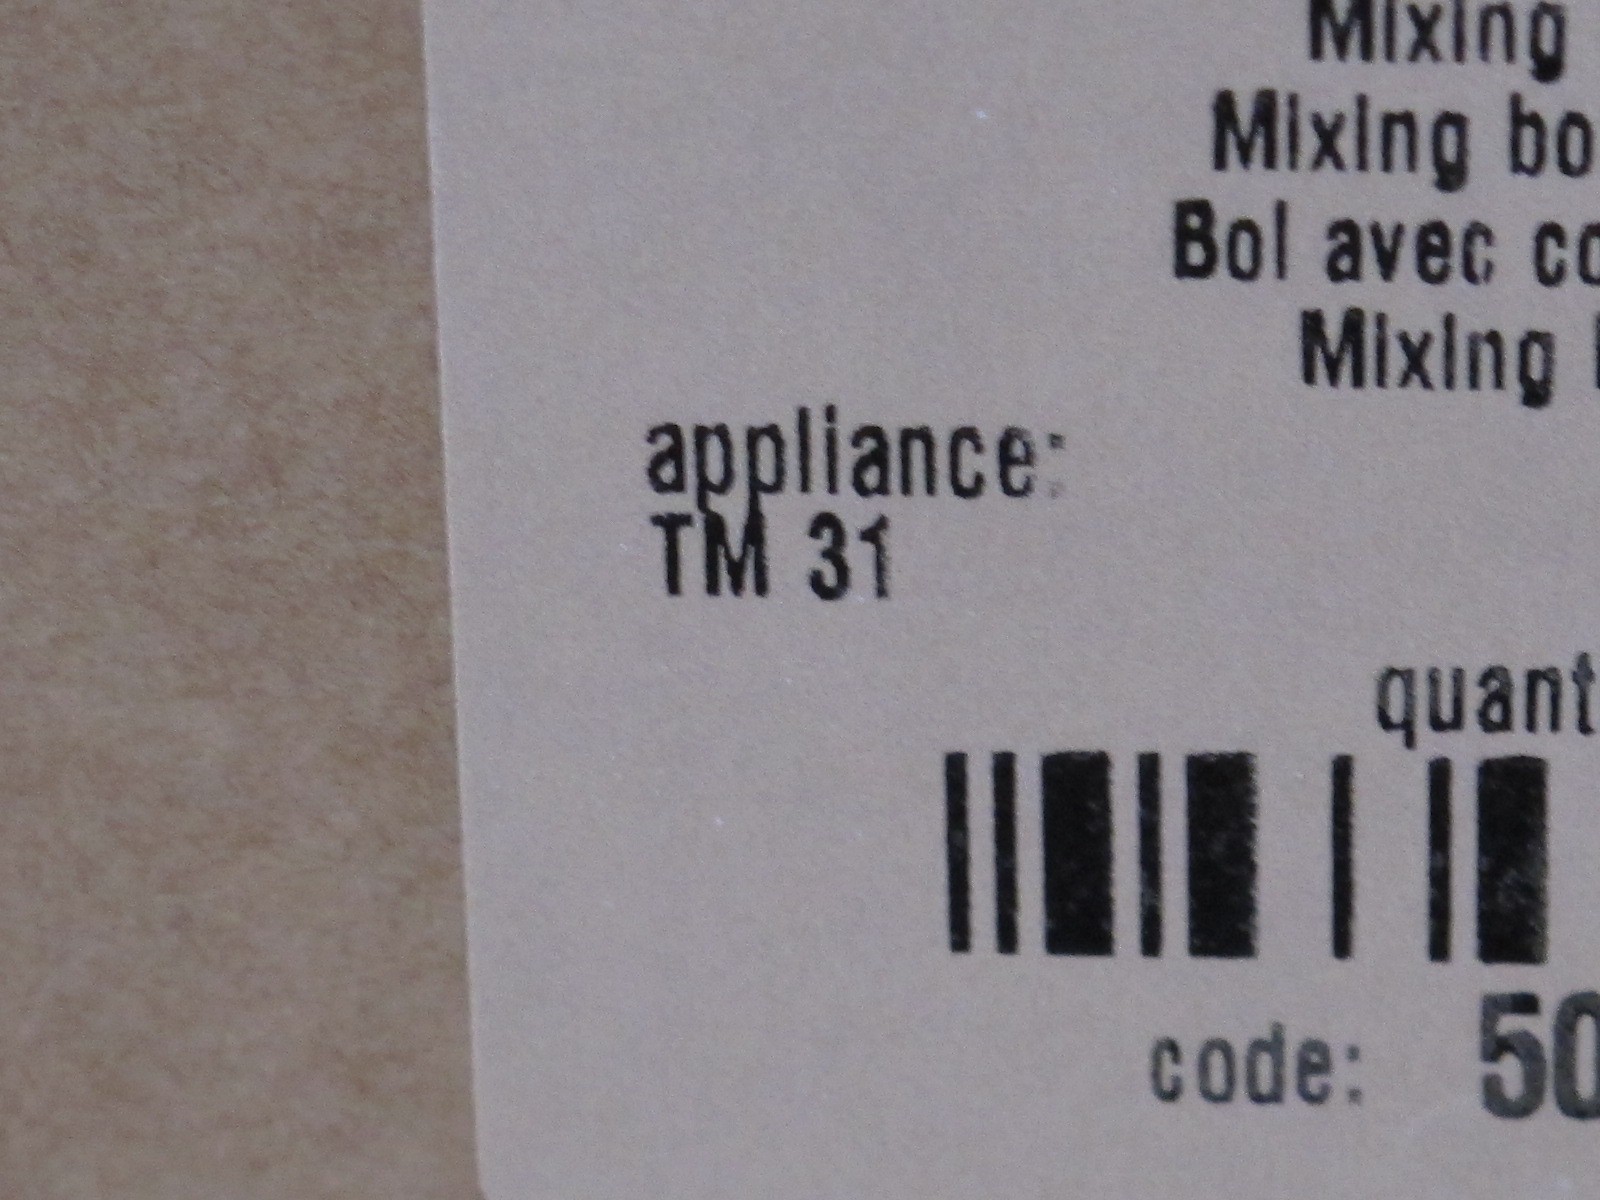 Mixing
Mixing bo
Bol avec co
Mixing
appliance:
TM 31
quant
code: 50